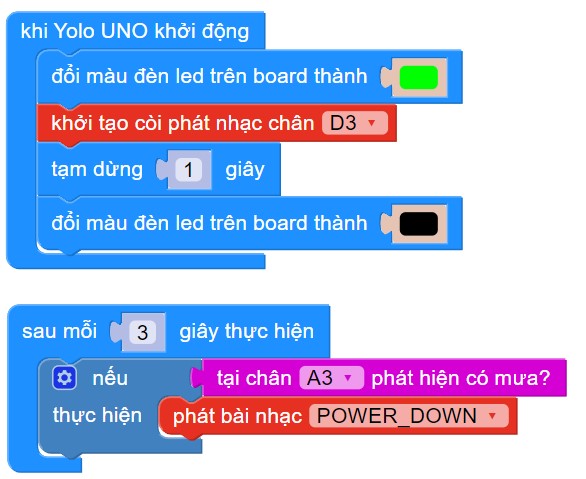 khi Yolo UNO khởi động
đổi màu đèn led trên board thành
khởi tạo còi phát nhạc chân D3
tạm dừng 1 giây
đổi màu đèn led trên board thành
sau mỗi 3 giây thực hiện
nếu tại chân A3 phát hiện có mưa?
thực hiện phát bài nhạc POWER_DOWN